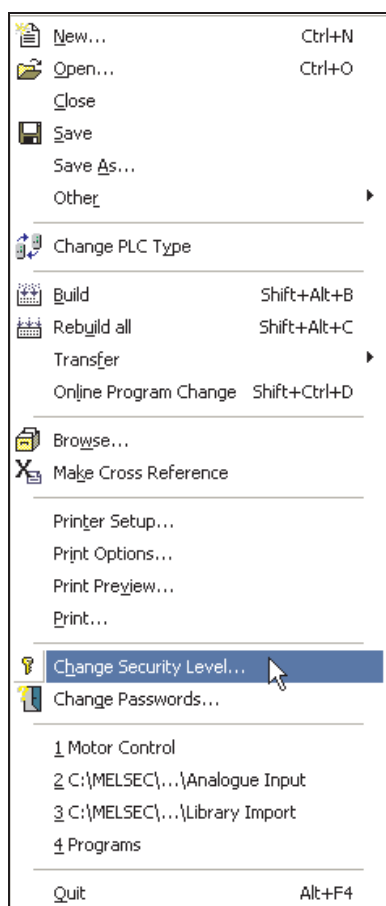 New... Ctrl+N
Open... Ctrl+O
Close
Save
Save As...
Other
Change PLC Type
Build Shift+Alt+B
Rebuild all Shift+Alt+C
Transfer
Online Program Change Shift+Ctrl+D
Browse...
Make Cross Reference
Printer Setup...
Print Options...
Print Preview...
Print...
Change Security Level...
Change Passwords...
1 Motor Control
2 C:\MELSEC\...\Analogue Input
3 C:\MELSEC\...\Library Import
4 Programs
Quit Alt+F4